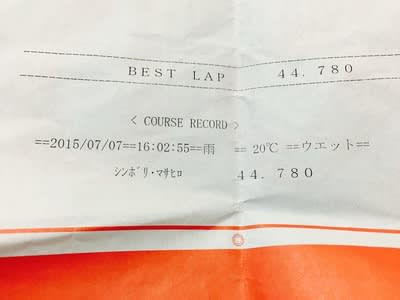 BEST LAP 44.780
< COURSE RECORD >
==2015/07/07==16:02:55==雨 == 20℃ ==ウエット==
ｼﾝﾎﾞﾘ･ﾏｻﾋﾛ 44.780